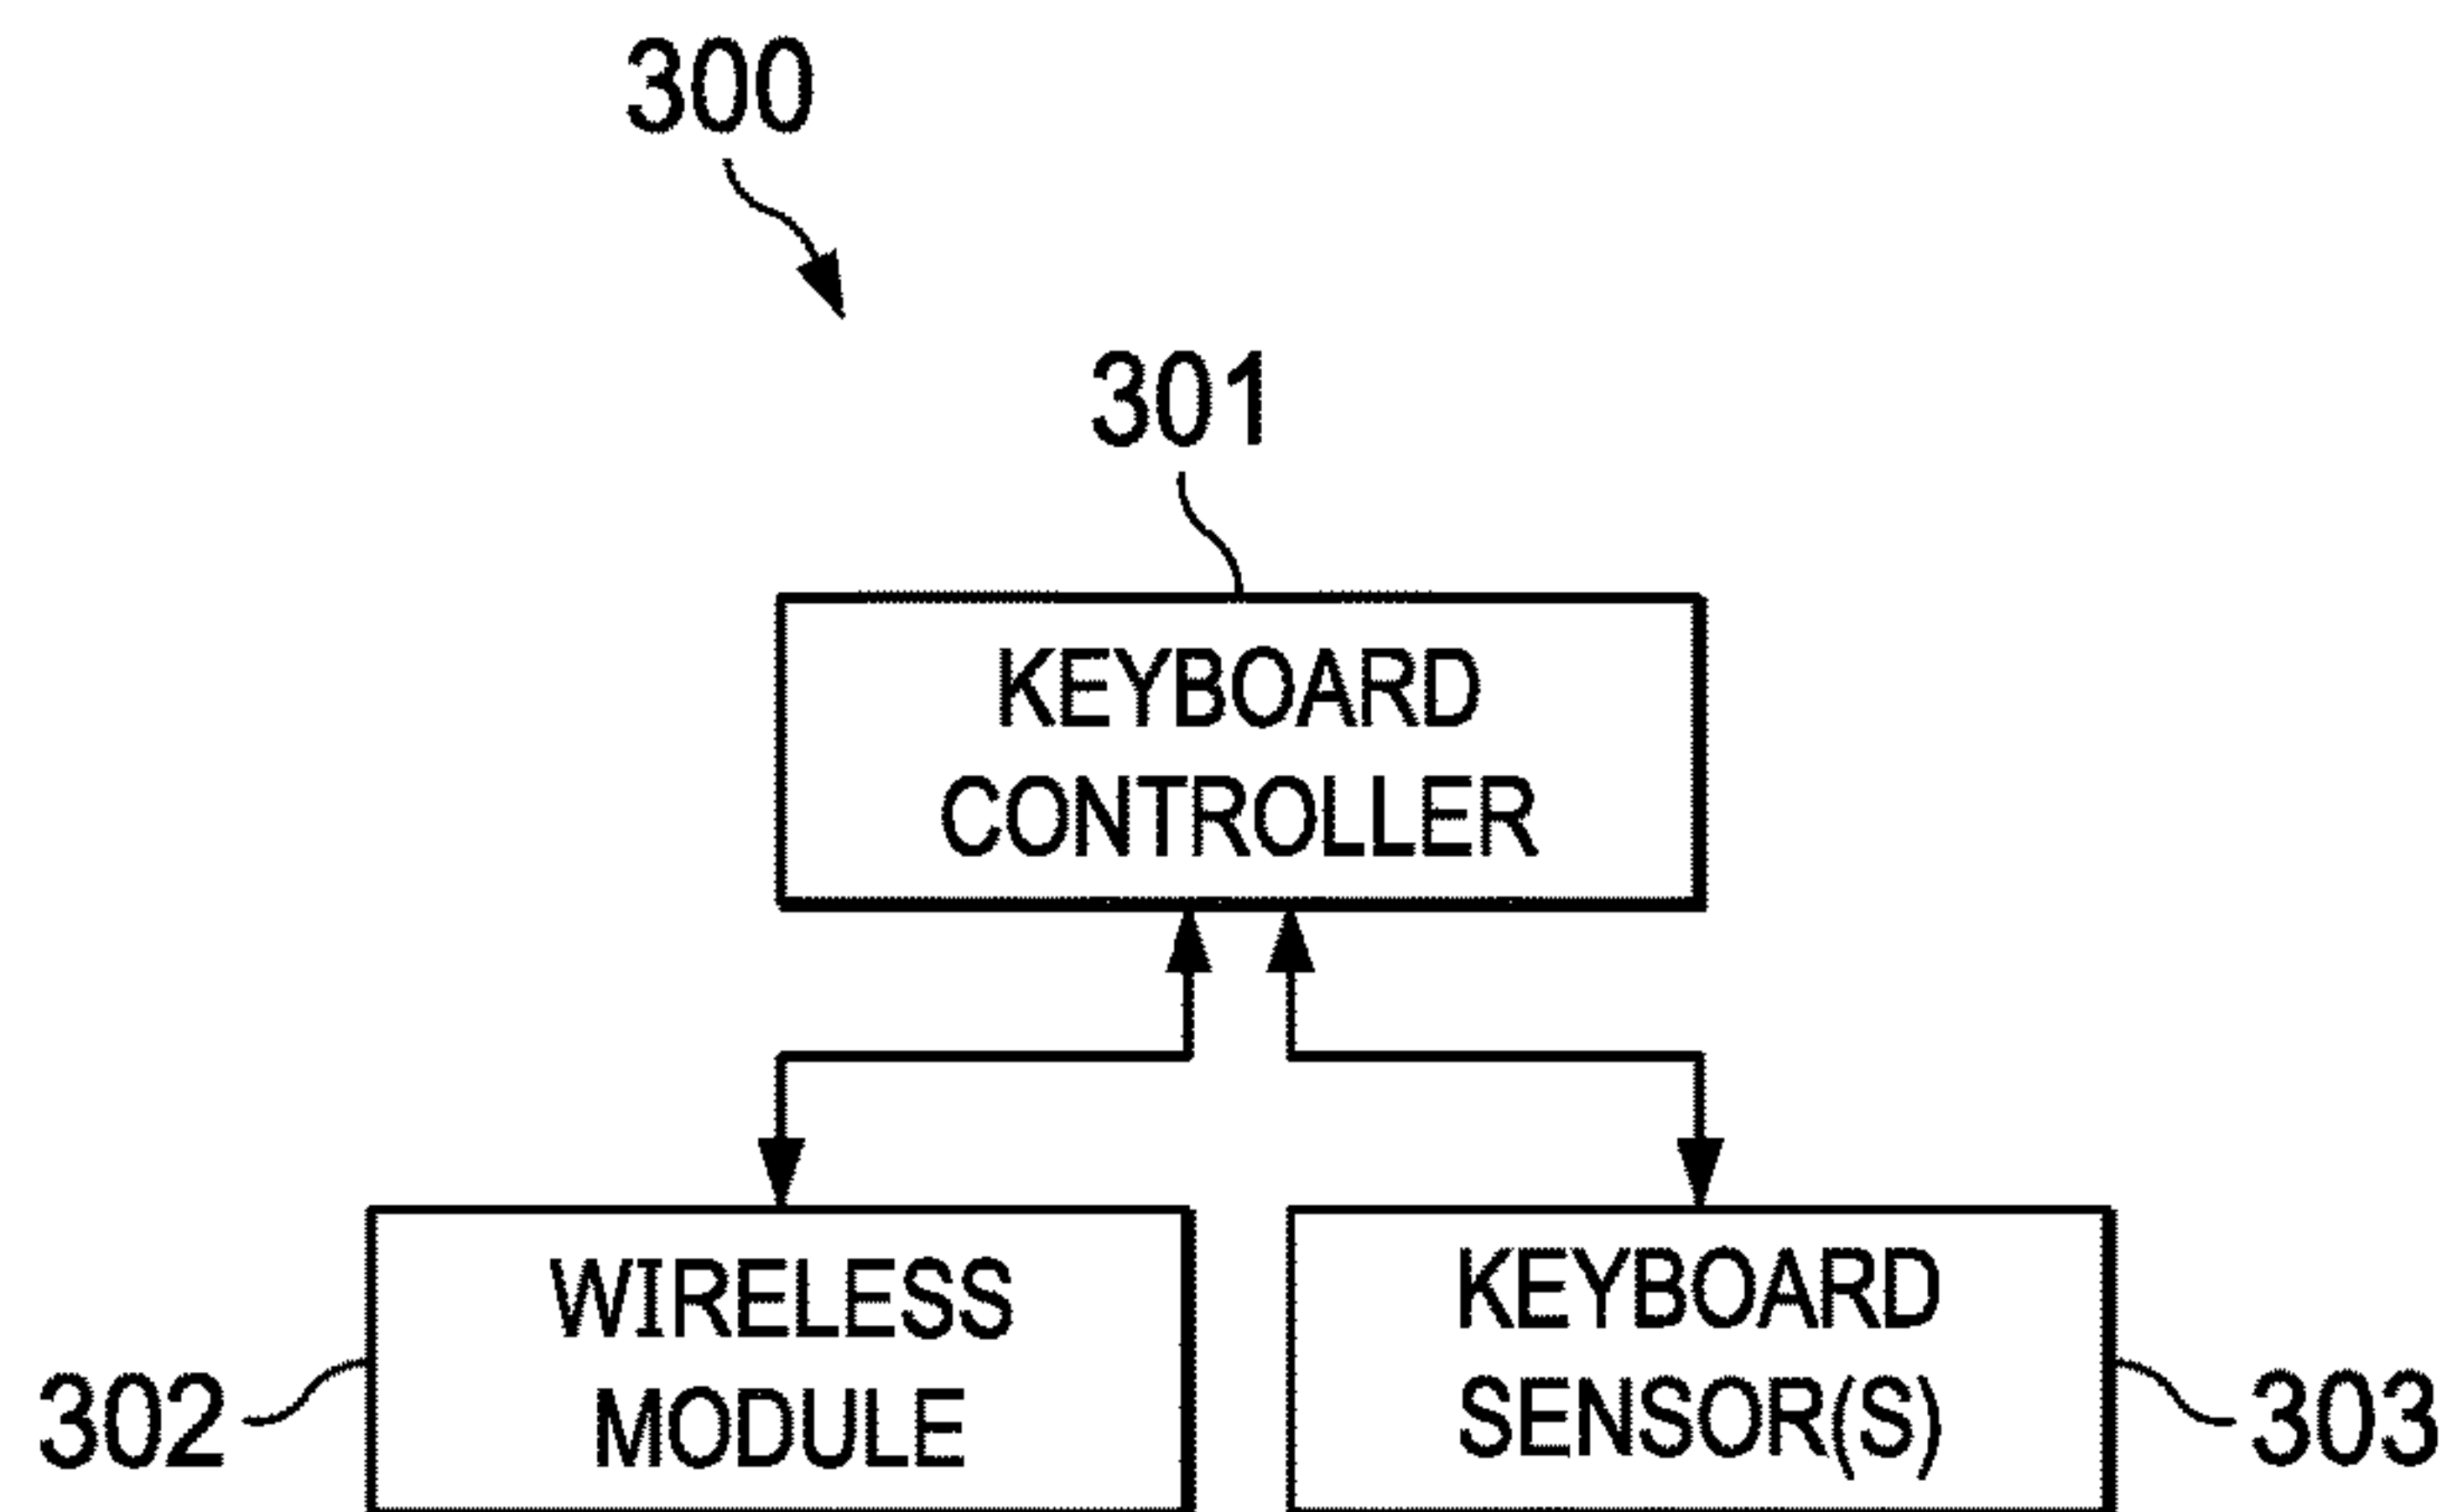 300
301
KEYBOARD
CONTROLLER
WIRELESS
MODULE
302
KEYBOARD
SENSOR(S)
303